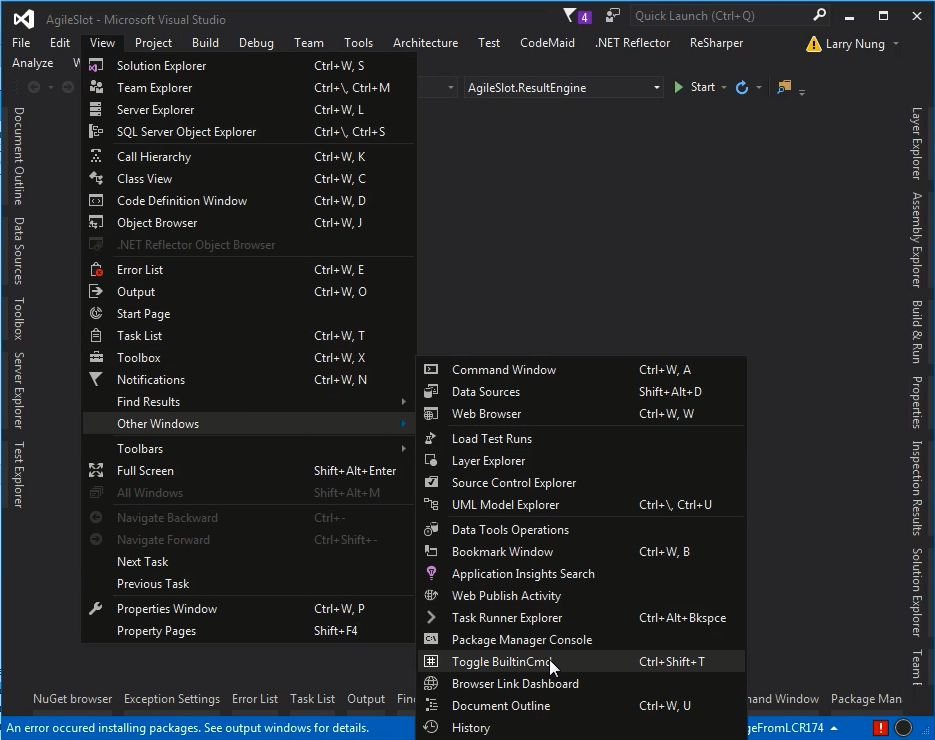 AgileSlot - Microsoft Visual Studio
4
Quick Launch (Ctrl+Q)
File Edit View Project Build Debug Team Tools Architecture Test CodeMaid .NET Reflector ReSharper
Larry Nung
Analyze
AgileSlot.ResultEngine
Start
Solution Explorer Ctrl+W, S
Team Explorer Ctrl+\, Ctrl+M
Server Explorer Ctrl+W, L
SQL Server Object Explorer Ctrl+\, Ctrl+S
Call Hierarchy Ctrl+W, K
Class View Ctrl+W, C
Code Definition Window Ctrl+W, D
Object Browser Ctrl+W, J
.NET Reflector Object Browser
Error List Ctrl+W, E
Output Ctrl+W, O
Start Page
Task List Ctrl+W, T
Toolbox Ctrl+W, X
Notifications Ctrl+W, N
Find Results
Other Windows
Toolbars
Full Screen Shift+Alt+Enter
All Windows Shift+Alt+M
Navigate Backward Ctrl+-
Navigate Forward Ctrl+Shift+-
Next Task
Previous Task
Properties Window Ctrl+W, P
Property Pages Shift+F4
Command Window Ctrl+W, A
Data Sources Shift+Alt+D
Web Browser Ctrl+W, W
Load Test Runs
Layer Explorer
Source Control Explorer
UML Model Explorer Ctrl+\, Ctrl+U
Data Tools Operations
Bookmark Window Ctrl+W, B
Application Insights Search
Web Publish Activity
Task Runner Explorer Ctrl+Alt+Bkspce
Package Manager Console
Toggle BuiltinCmd Ctrl+Shift+T
Browser Link Dashboard
Document Outline Ctrl+W, U
History
Document Outline
Data Sources
Toolbox
Server Explorer
Test Explorer
Layer Explorer
Assembly Explorer
Build & Run
Properties
Inspection Results
Solution Explorer
Team E
NuGet browser Exception Settings Error List Task List Output Fin
nand Window Package Man
An error occured installing packages. See output windows for details.
geFromLCR174